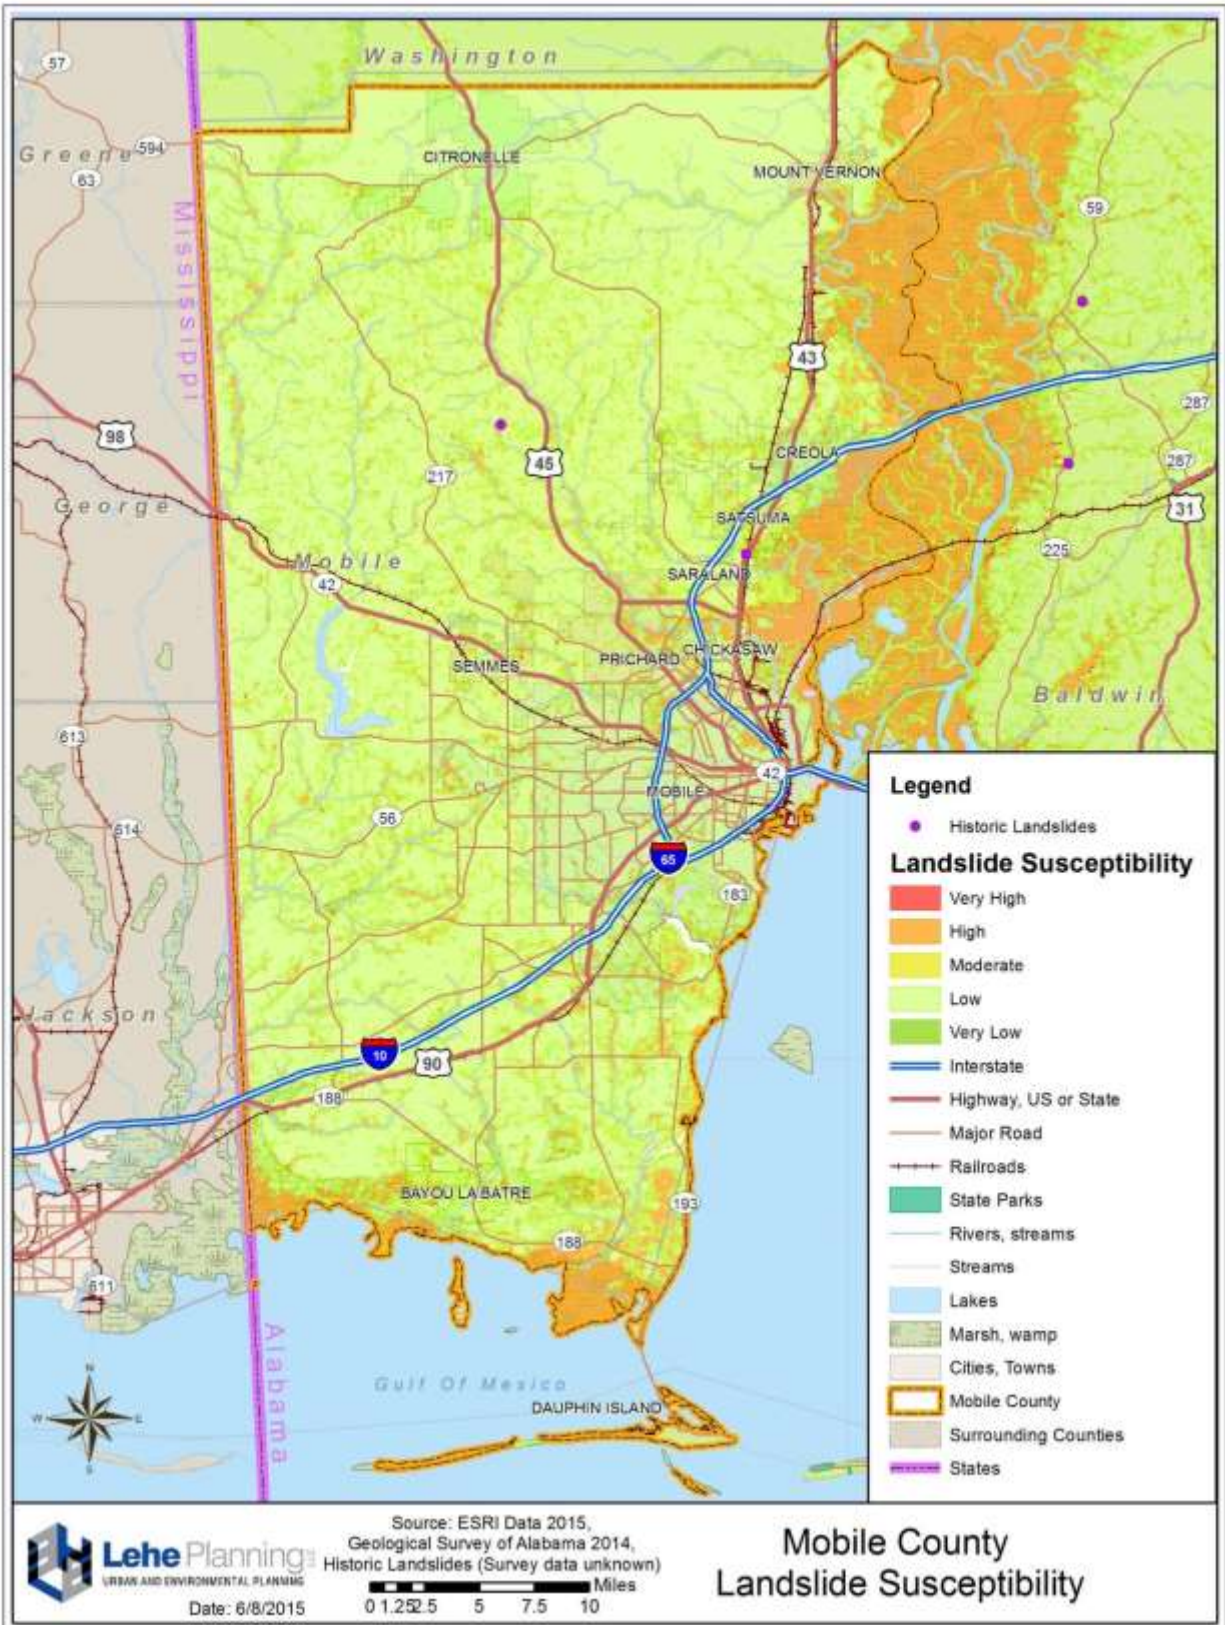 Washington
57
Greene
594
63
CITRONELLE
MOUNT VERNON
59
Mississippi
43
98
45
217
CREOLA
287
287
31
George
SATSUMA
225
Mobile
42
SARALAND
SEMMES
PRICHARD
CHICKASAW
Baldwin
613
42
MOBILE
614
56
65
183
Jackson
10
90
188
BAYOU LA BATRE
193
188
611
Alabama
Gulf Of Mexico
DAUPHIN ISLAND
N
W
E
S
Legend
Historic Landslides
Landslide Susceptibility
Very High
High
Moderate
Low
Very Low
Interstate
Highway, US or State
Major Road
Railroads
State Parks
Rivers, streams
Streams
Lakes
Marsh, wamp
Cities, Towns
Mobile County
Surrounding Counties
States
Lehe Planning
URBAN AND ENVIRONMENTAL PLANNING
Date: 6/8/2015
Source: ESRI Data 2015,
Geological Survey of Alabama 2014,
Historic Landslides (Survey data unknown)
Miles
0 1.25 2.5 5 7.5 10
Mobile County
Landslide Susceptibility